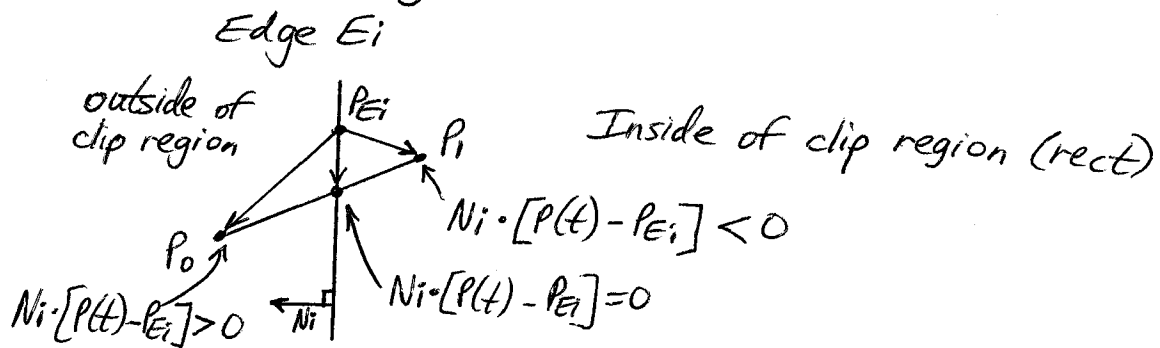 Edge Ei
outside of
clip region
PEi
P1
Inside of clip region (rect)
Ni·[P(t)-PEi]<0
P0
Ni·[P(t)-PEi]=0
Ni·[P(t)-PEi]>0
Ni